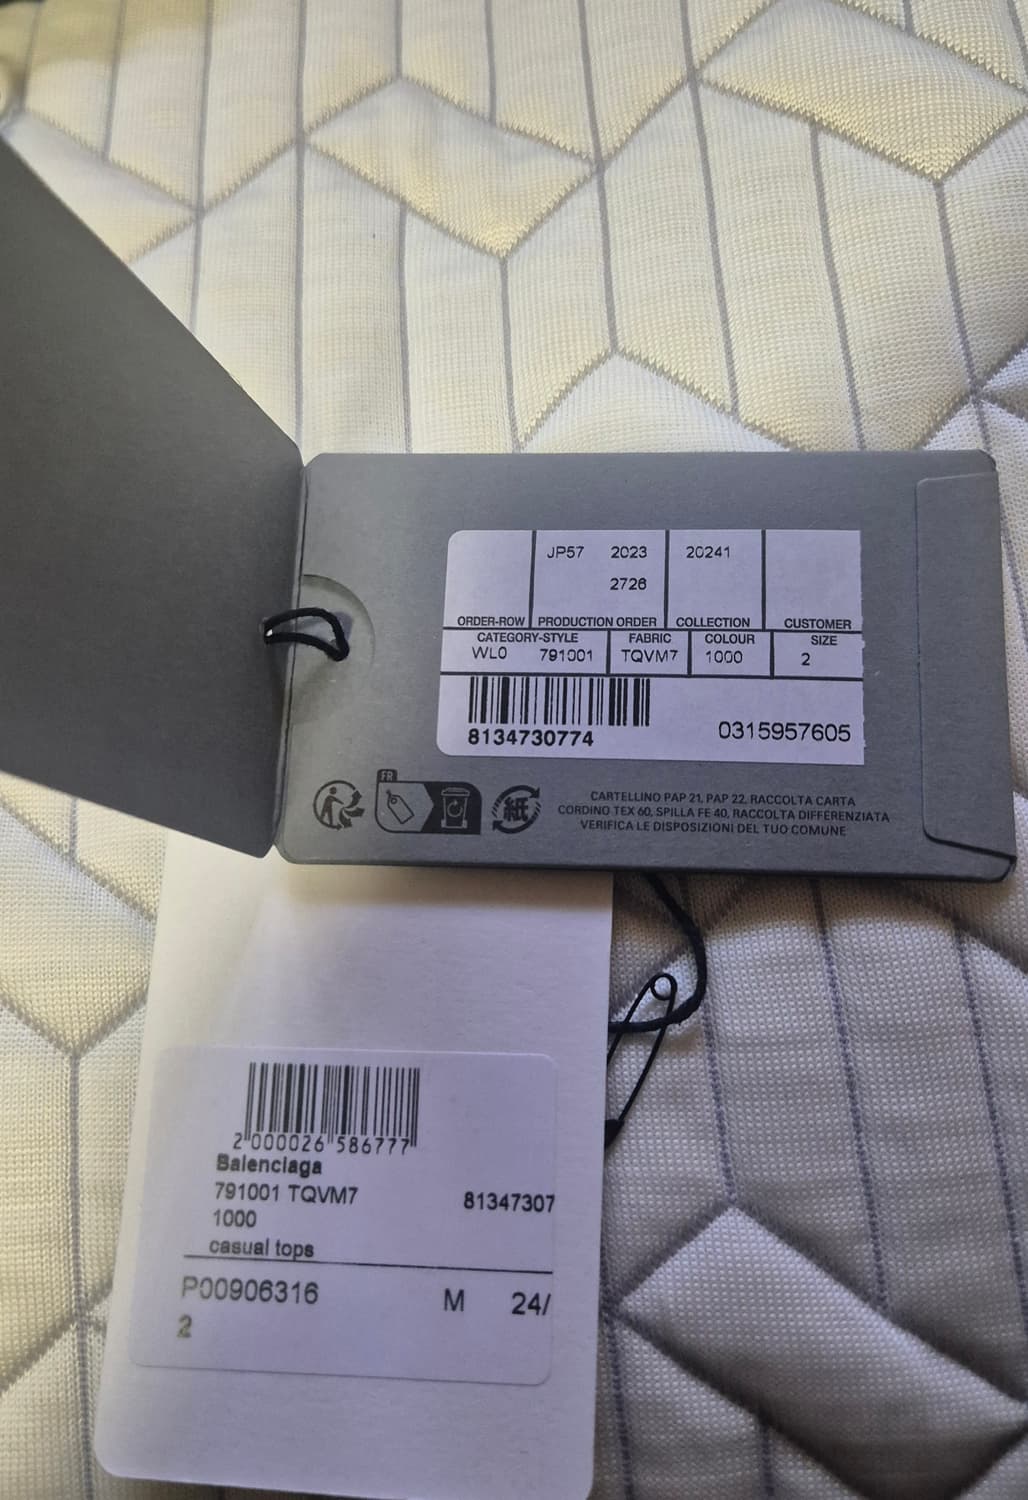 JP57 2023 20241
2726
ORDER-ROW PRODUCTION ORDER COLLECTION CUSTOMER
CATEGORY-STYLE FABRIC COLOUR SIZE
WL0 791001 TQVM7 1000 2
8134730774 0315957605
FR
紙
CARTELLINO PAP 21, PAP 22, RACCOLTA CARTA
CORDINO TEX 60, SPILLA FE 40, RACCOLTA DIFFERENZIATA
VERIFICA LE DISPOSIZIONI DEL TUO COMUNE
2 000026 586777
Balenciaga
791001 TQVM7 81347307
1000
casual tops
P00906316 M 24/
2